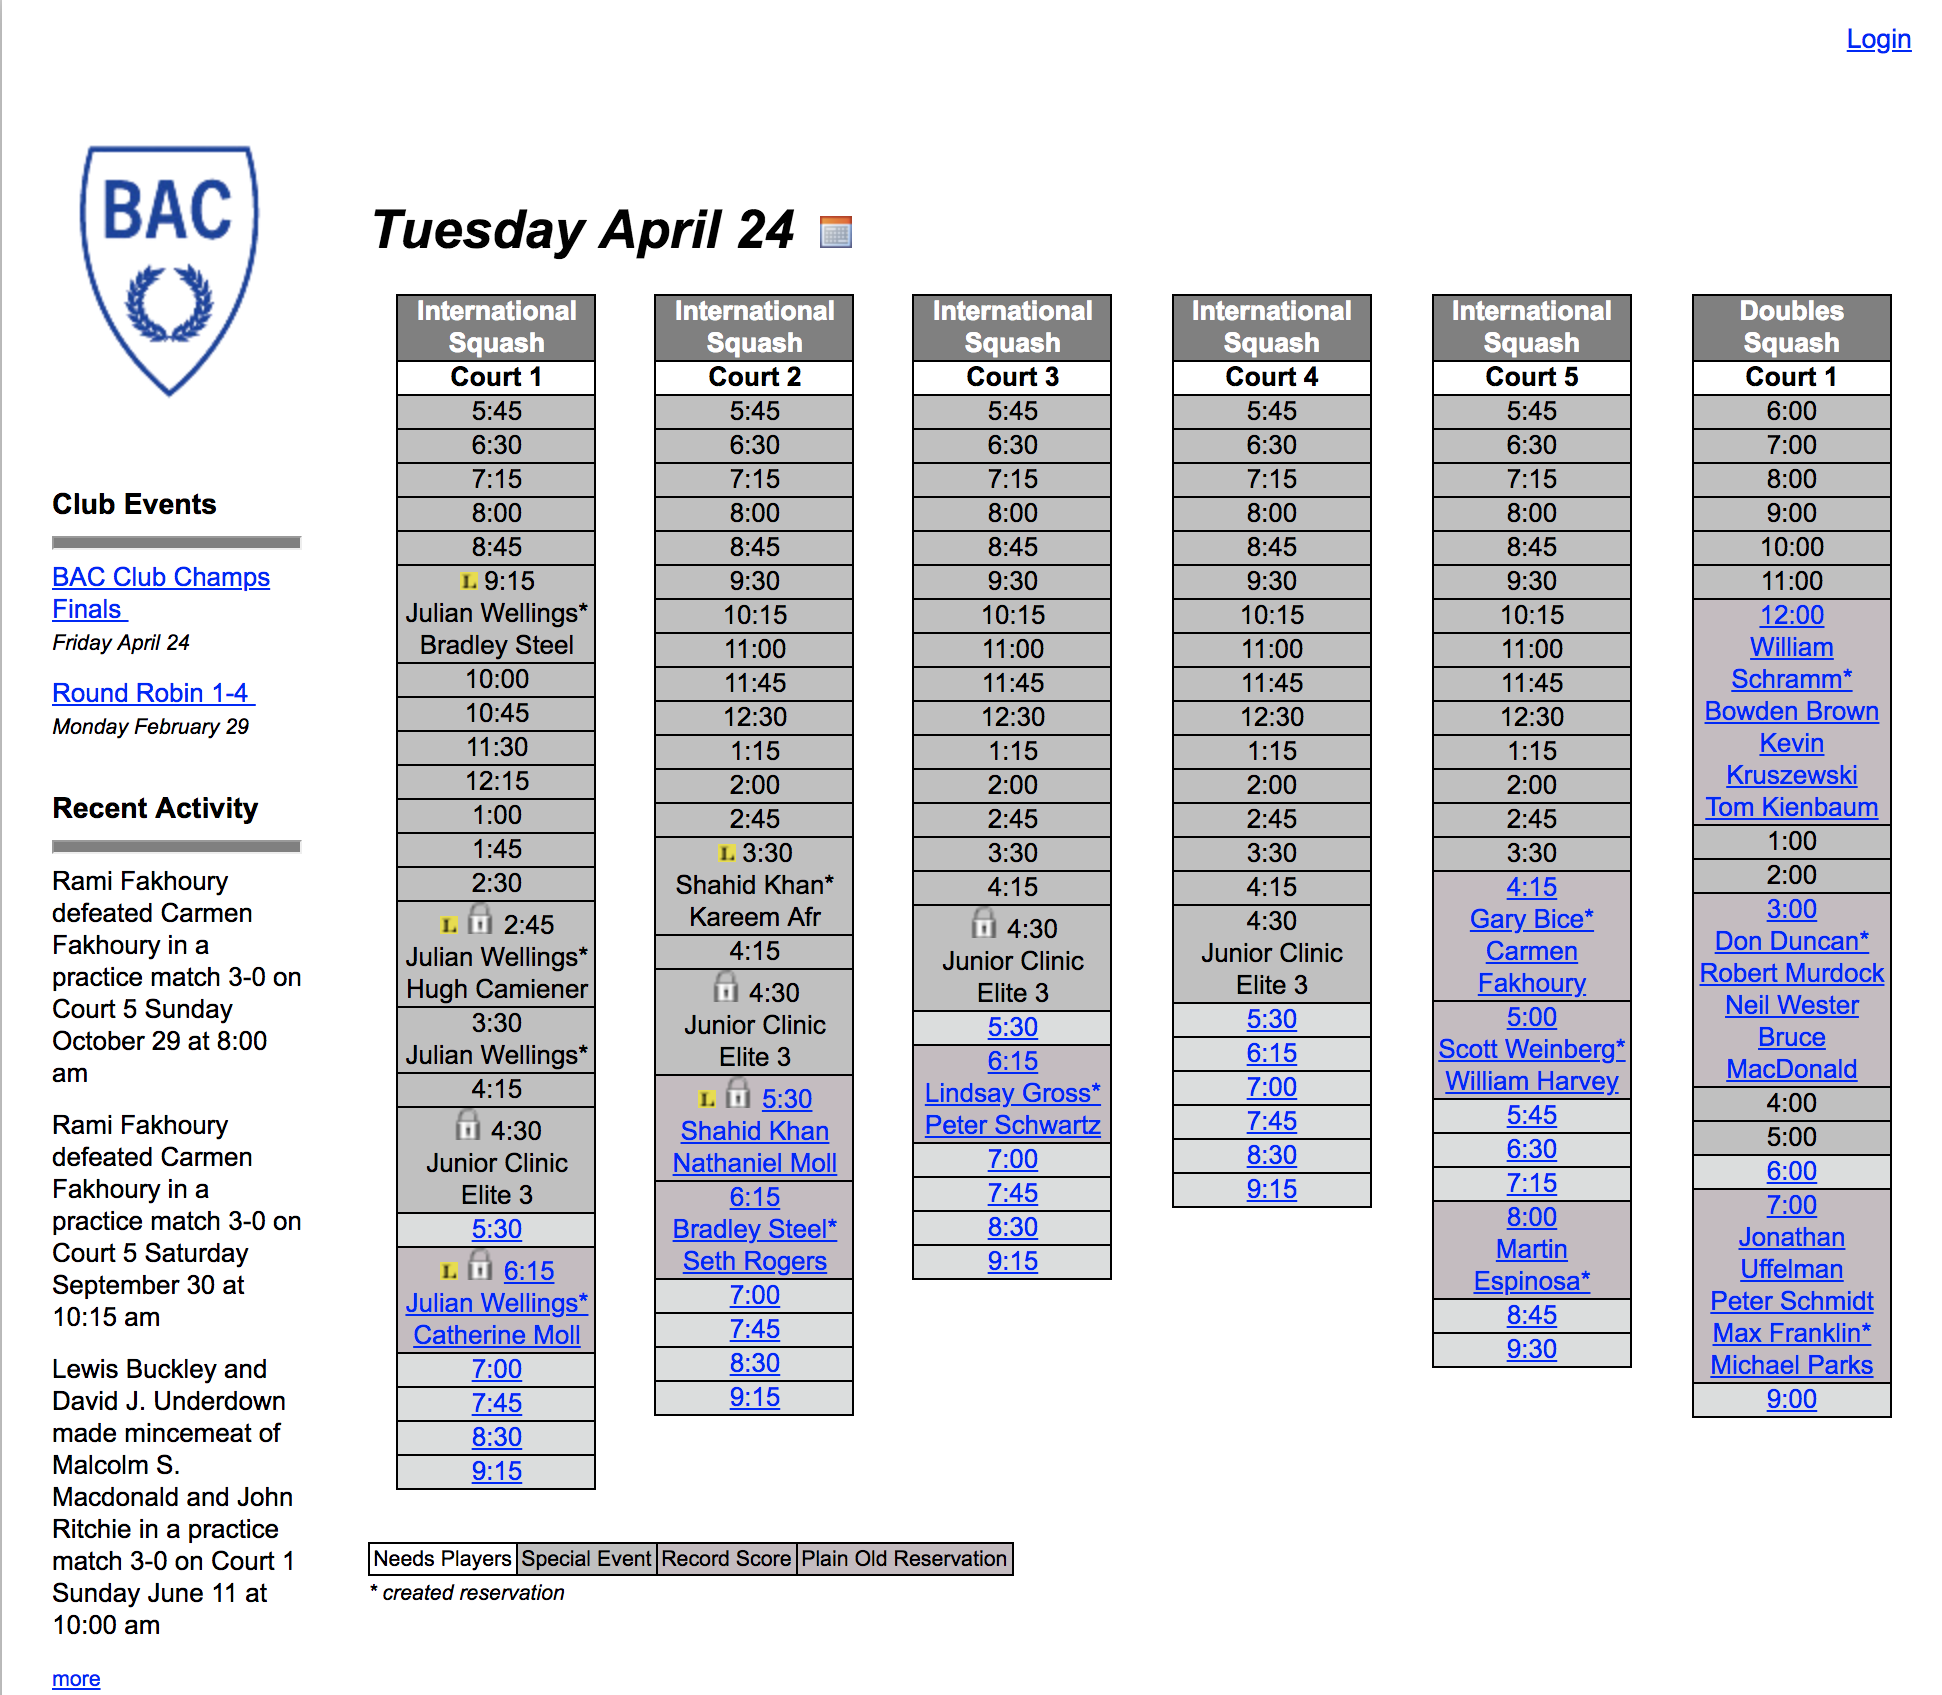 Login
BAC
Tuesday April 24
Club Events
BAC Club Champs
Finals
Friday April 24
Round Robin 1-4
Monday February 29
Recent Activity
Rami Fakhoury
defeated Carmen
Fakhoury in a
practice match 3-0 on
Court 5 Sunday
October 29 at 8:00
am
Rami Fakhoury
defeated Carmen
Fakhoury in a
practice match 3-0 on
Court 5 Saturday
September 30 at
10:15 am
Lewis Buckley and
David J. Underdown
made mincemeat of
Malcolm S.
Macdonald and John
Ritchie in a practice
match 3-0 on Court 1
Sunday June 11 at
10:00 am
more
International
Squash
Court 1
5:45
6:30
7:15
8:00
8:45
L 9:15
Julian Wellings*
Bradley Steel
10:00
10:45
11:30
12:15
1:00
1:45
2:30
L 2:45
Julian Wellings*
Hugh Camiener
3:30
Julian Wellings*
4:15
4:30
Junior Clinic
Elite 3
5:30
L 6:15
Julian Wellings*
Catherine Moll
7:00
7:45
8:30
9:15
International
Squash
Court 2
5:45
6:30
7:15
8:00
8:45
9:30
10:15
11:00
11:45
12:30
1:15
2:00
2:45
L 3:30
Shahid Khan*
Kareem Afr
4:15
4:30
Junior Clinic
Elite 3
L 5:30
Shahid Khan
Nathaniel Moll
6:15
Bradley Steel*
Seth Rogers
7:00
7:45
8:30
9:15
International
Squash
Court 3
5:45
6:30
7:15
8:00
8:45
9:30
10:15
11:00
11:45
12:30
1:15
2:00
2:45
3:30
4:15
4:30
Junior Clinic
Elite 3
5:30
6:15
Lindsay Gross*
Peter Schwartz
7:00
7:45
8:30
9:15
International
Squash
Court 4
5:45
6:30
7:15
8:00
8:45
9:30
10:15
11:00
11:45
12:30
1:15
2:00
2:45
3:30
4:15
4:30
Junior Clinic
Elite 3
5:30
6:15
7:00
7:45
8:30
9:15
International
Squash
Court 5
5:45
6:30
7:15
8:00
8:45
9:30
10:15
11:00
11:45
12:30
1:15
2:00
2:45
3:30
4:15
Gary Bice*
Carmen
Fakhoury
5:00
Scott Weinberg*
William Harvey
5:45
6:30
7:15
8:00
Martin
Espinosa*
8:45
9:30
Doubles
Squash
Court 1
6:00
7:00
8:00
9:00
10:00
11:00
12:00
William
Schramm*
Bowden Brown
Kevin
Kruszewski
Tom Kienbaum
1:00
2:00
3:00
Don Duncan*
Robert Murdock
Neil Wester
Bruce
MacDonald
4:00
5:00
6:00
7:00
Jonathan
Uffelman
Peter Schmidt
Max Franklin*
Michael Parks
9:00
Needs Players Special Event Record Score Plain Old Reservation
* created reservation